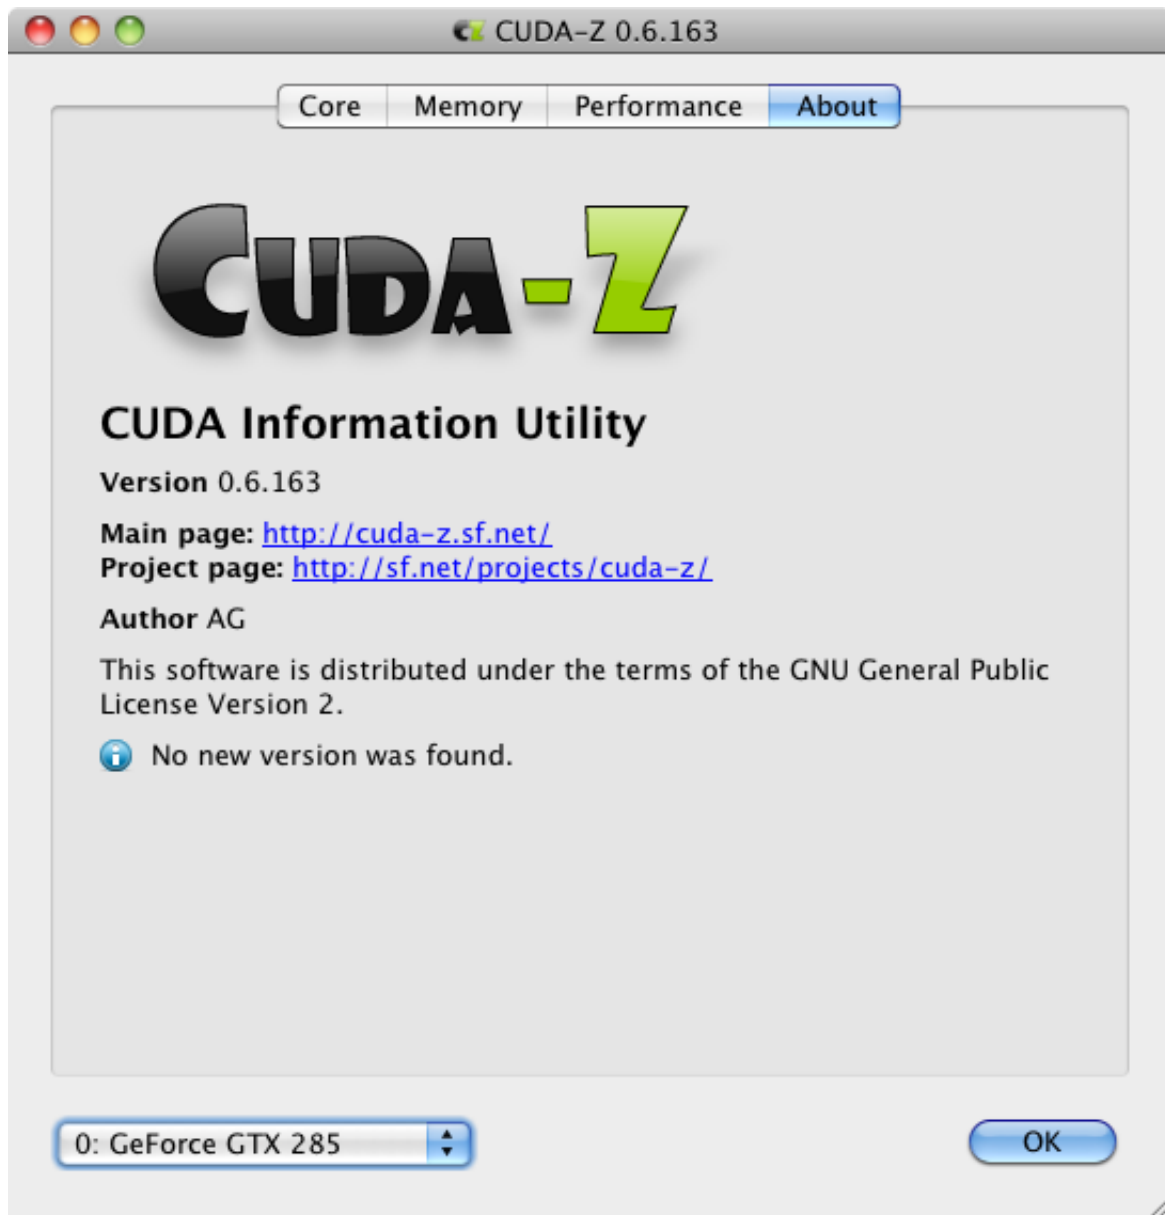 CUDA-Z 0.6.163
Core Memory Performance About
CUDA-Z
CUDA Information Utility
Version 0.6.163
Main page: http://cuda-z.sf.net/
Project page: http://sf.net/projects/cuda-z/
Author AG
This software is distributed under the terms of the GNU General Public
License Version 2.
No new version was found.
0: GeForce GTX 285
OK